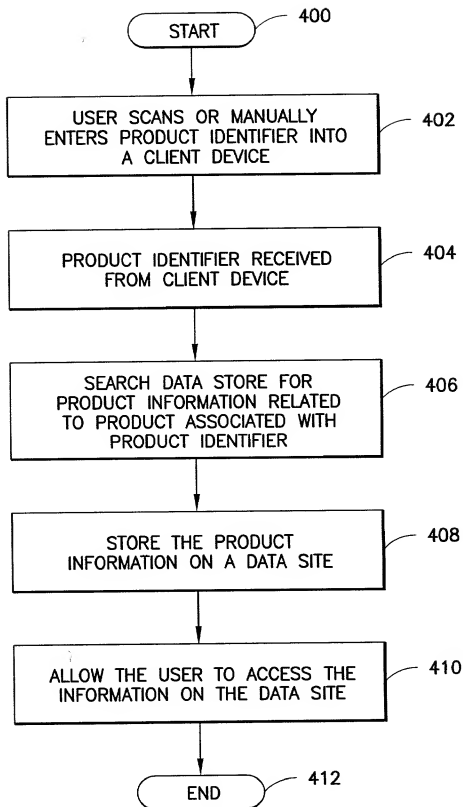 START
400
USER SCANS OR MANUALLY
ENTERS PRODUCT IDENTIFIER INTO
A CLIENT DEVICE
402
PRODUCT IDENTIFIER RECEIVED
FROM CLIENT DEVICE
404
SEARCH DATA STORE FOR
PRODUCT INFORMATION RELATED
TO PRODUCT ASSOCIATED WITH
PRODUCT IDENTIFIER
406
STORE THE PRODUCT
INFORMATION ON A DATA SITE
408
ALLOW THE USER TO ACCESS THE
INFORMATION ON THE DATA SITE
410
END
412